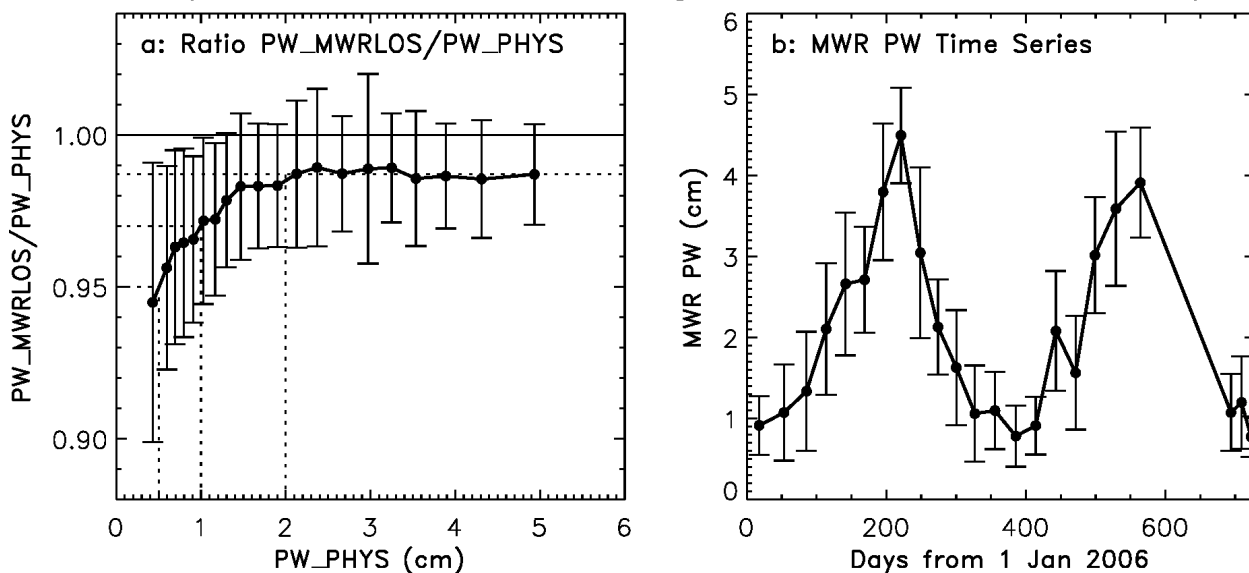 a: Ratio PW_MWRLOS/PW_PHYS
PW_MWRLOS/PW_PHYS
1.00
0.95
0.90
0 1 2 3 4 5 6
PW_PHYS (cm)
b: MWR PW Time Series
MWR PW (cm)
6
5
4
3
2
1
0
0 200 400 600
Days from 1 Jan 2006